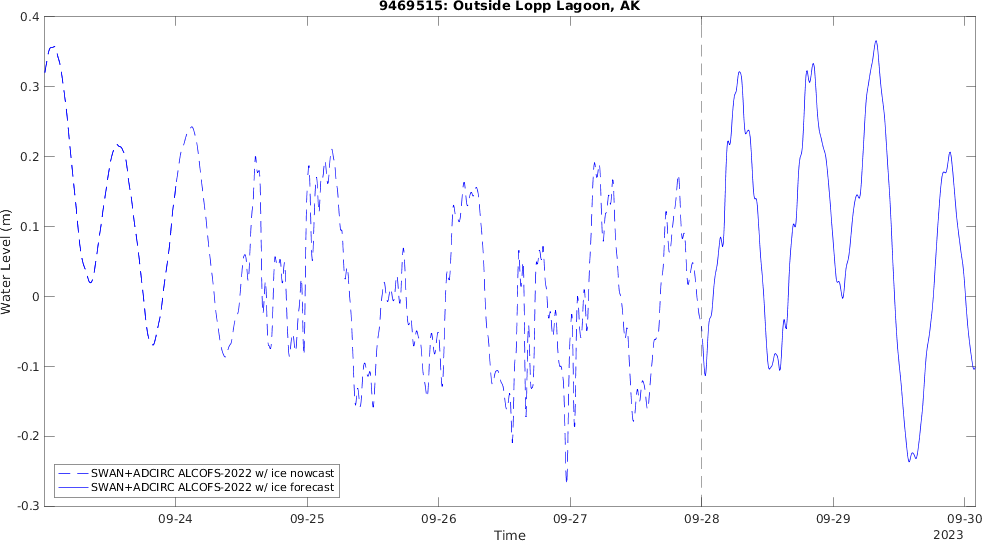 9469515: Outside Lopp Lagoon, AK
0.4
0.3
0.2
0.1
0
-0.1
-0.2
-0.3
Water Level (m)
SWAN+ADCIRC ALCOFS-2022 w/ ice nowcast
SWAN+ADCIRC ALCOFS-2022 w/ ice forecast
09-24 09-25 09-26 09-27 09-28 09-29 09-30
Time
2023